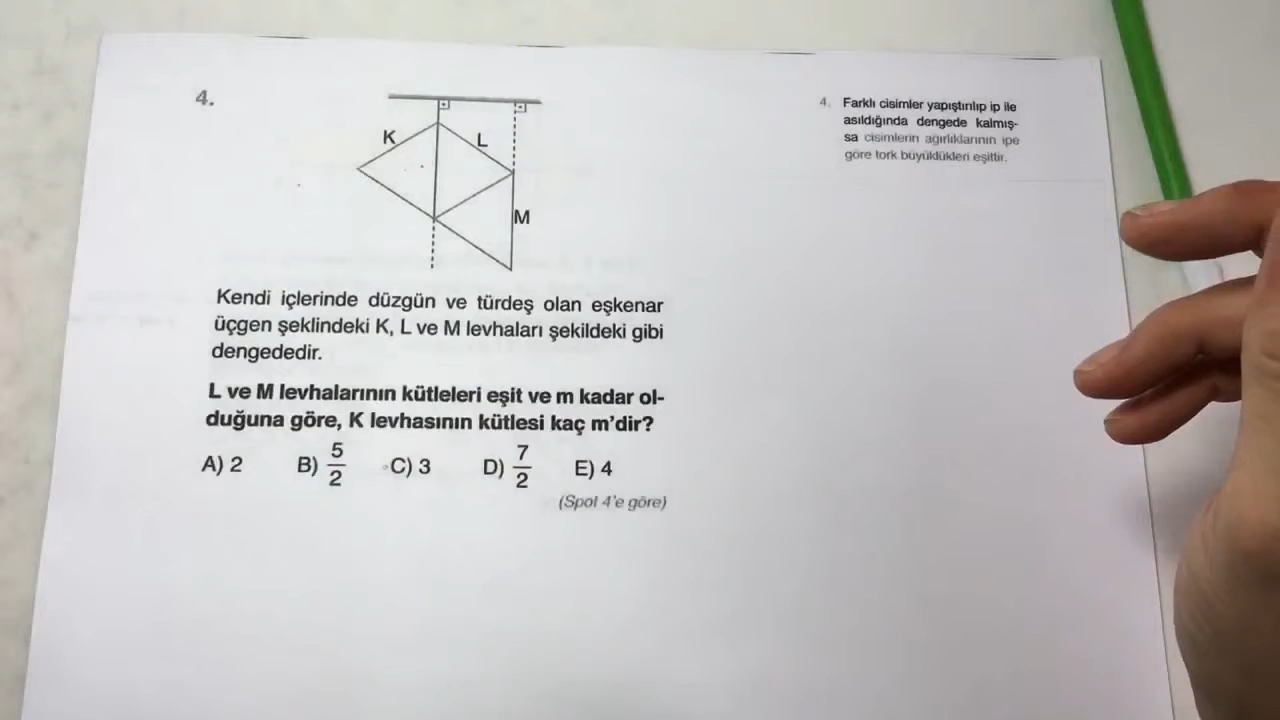 4.
K
L
M
Kendi içlerinde düzgün ve türdeş olan eşkenar
üçgen şeklindeki K, L ve M levhaları şekildeki gibi
dengededir.
L ve M levhalarının kütleleri eşit ve m kadar ol-
duğuna göre, K levhasının kütlesi kaç m'dir?
A) 2 B) 5/2 C) 3 D) 7/2 E) 4
(Spot 4'e göre)
4. Farklı cisimler yapıştırılıp ip ile
asıldığında dengede kalmış-
sa cisimlerin ağırlıklarının ipe
göre tork büyüklükleri eşittir.